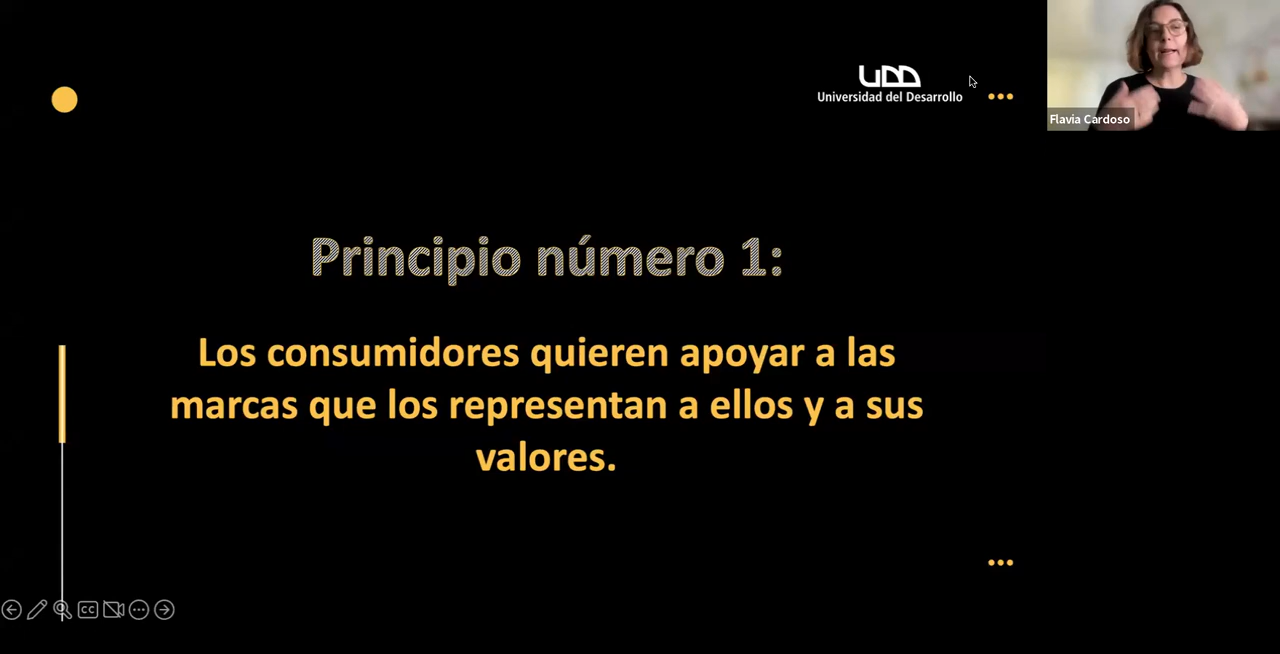 UDD
Universidad del Desarrollo
Flavia Cardoso
Principio número 1:
Los consumidores quieren apoyar a las
marcas que los representan a ellos y a sus
valores.
CC